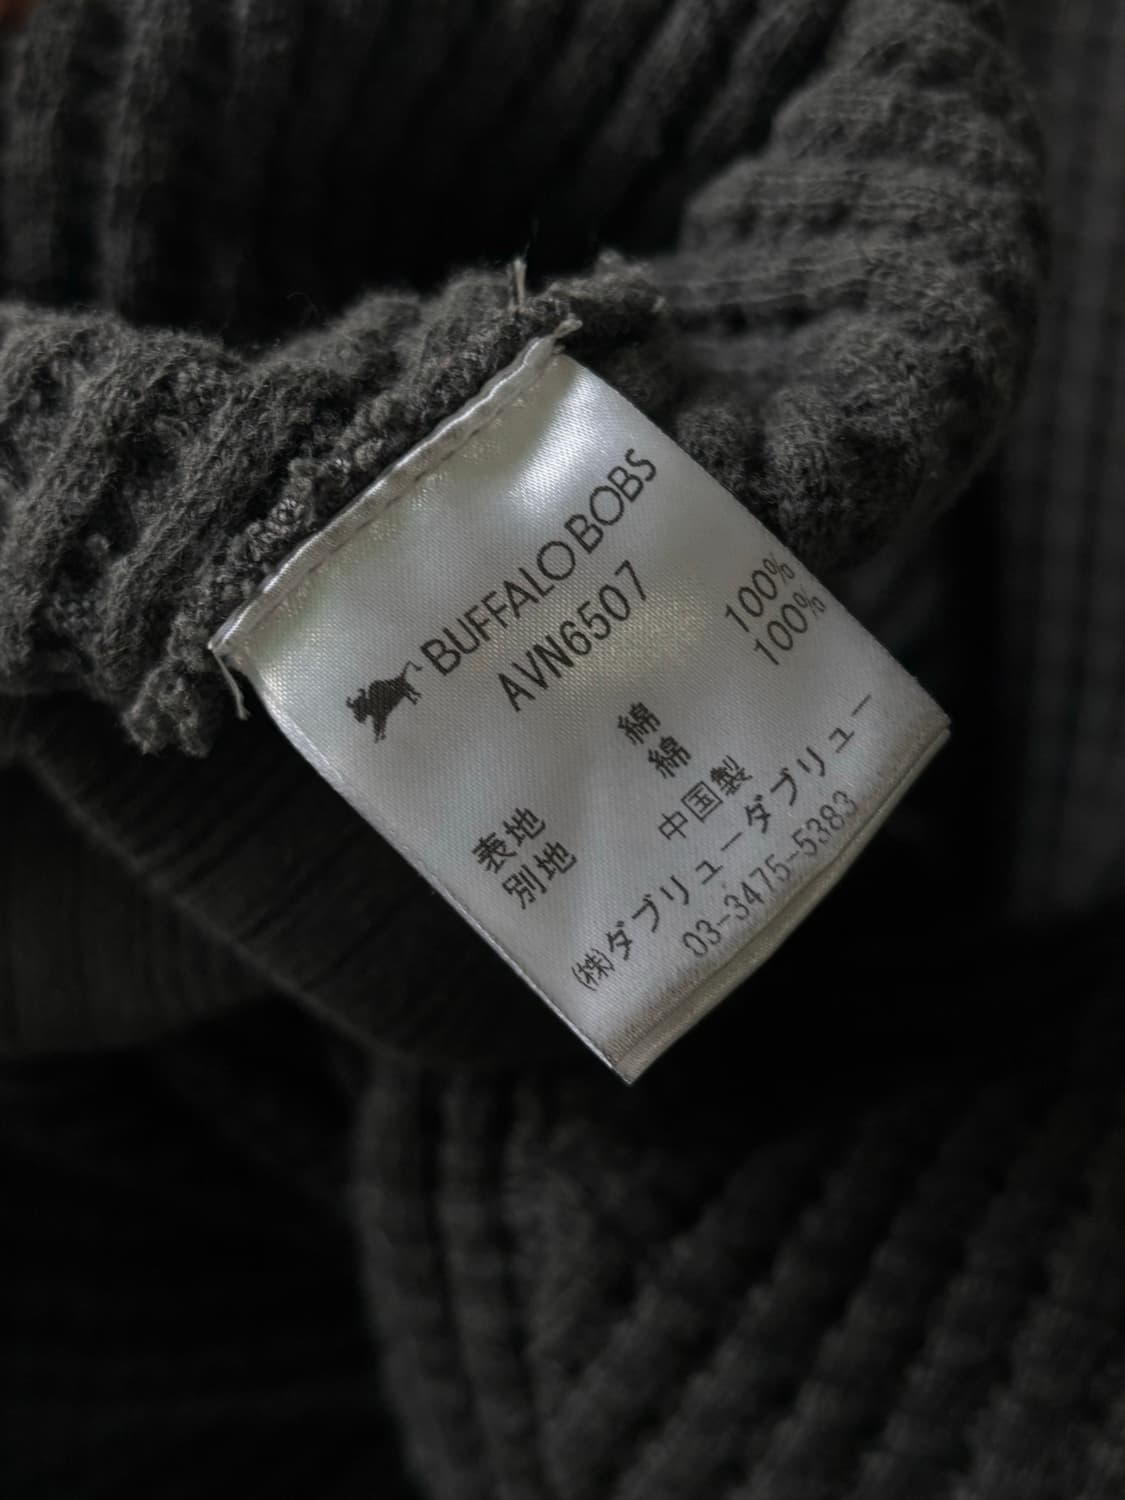 BUFFALO BOBS
AVN6507
表地 綿 100%
別地 綿 100%
中国製
(株)ダブリューダブリュー
03-3475-5383